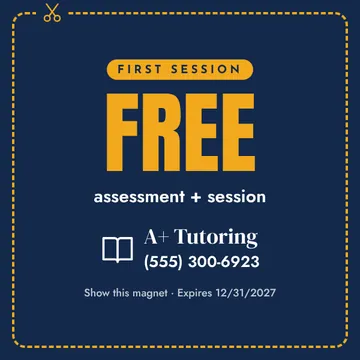 FIRST SESSION
FREE
assessment + session
A+ Tutoring
(555) 300-6923
Show this magnet · Expires 12/31/2027